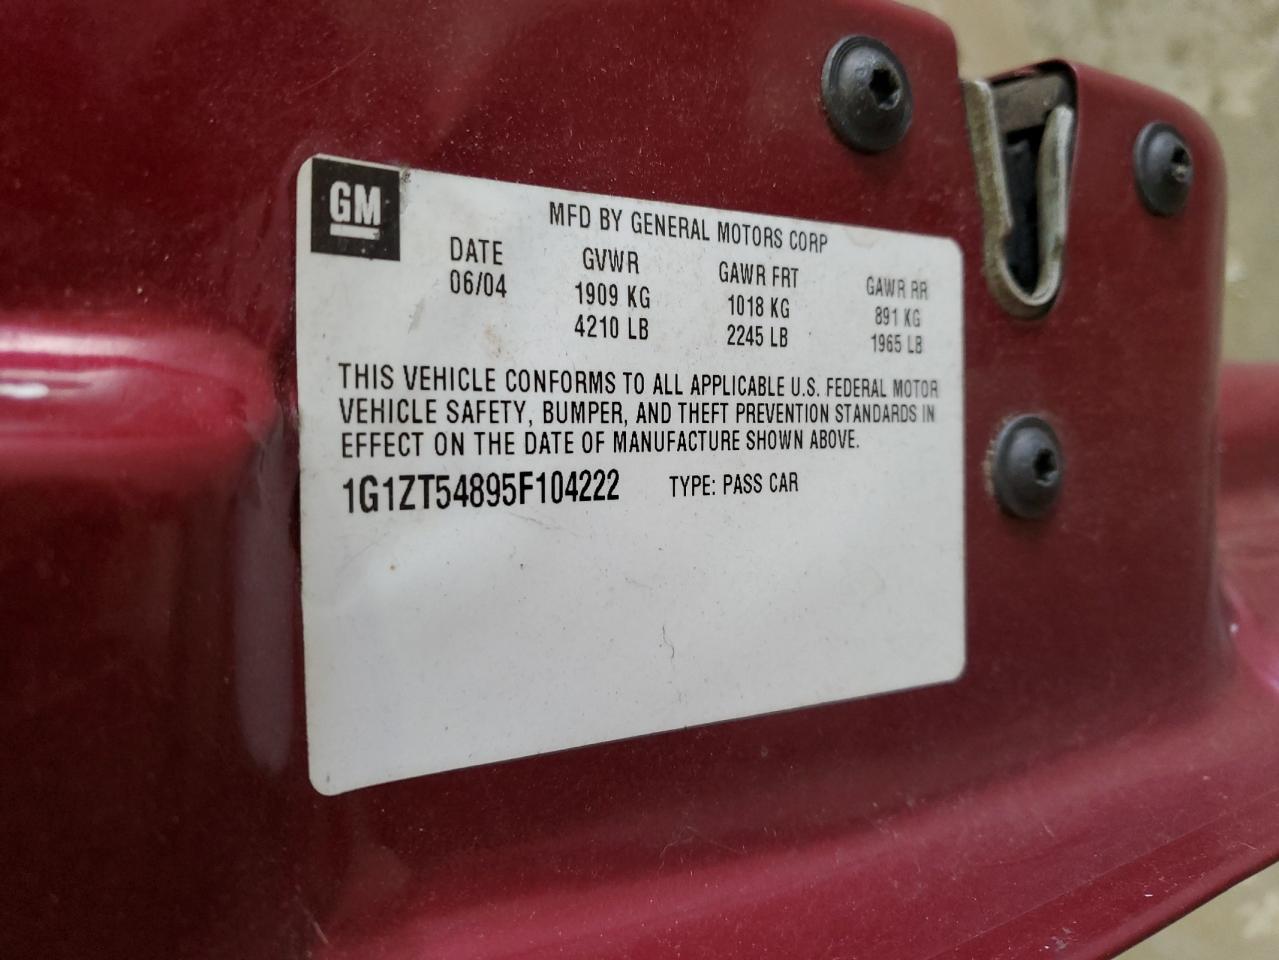 GM
MFD BY GENERAL MOTORS CORP
DATE GVWR GAWR FRT GAWR RR
06/04 1909 KG 1018 KG 891 KG
4210 LB 2245 LB 1965 LB
THIS VEHICLE CONFORMS TO ALL APPLICABLE U.S. FEDERAL MOTOR
VEHICLE SAFETY, BUMPER, AND THEFT PREVENTION STANDARDS IN
EFFECT ON THE DATE OF MANUFACTURE SHOWN ABOVE.
1G1ZT54895F104222 TYPE: PASS CAR